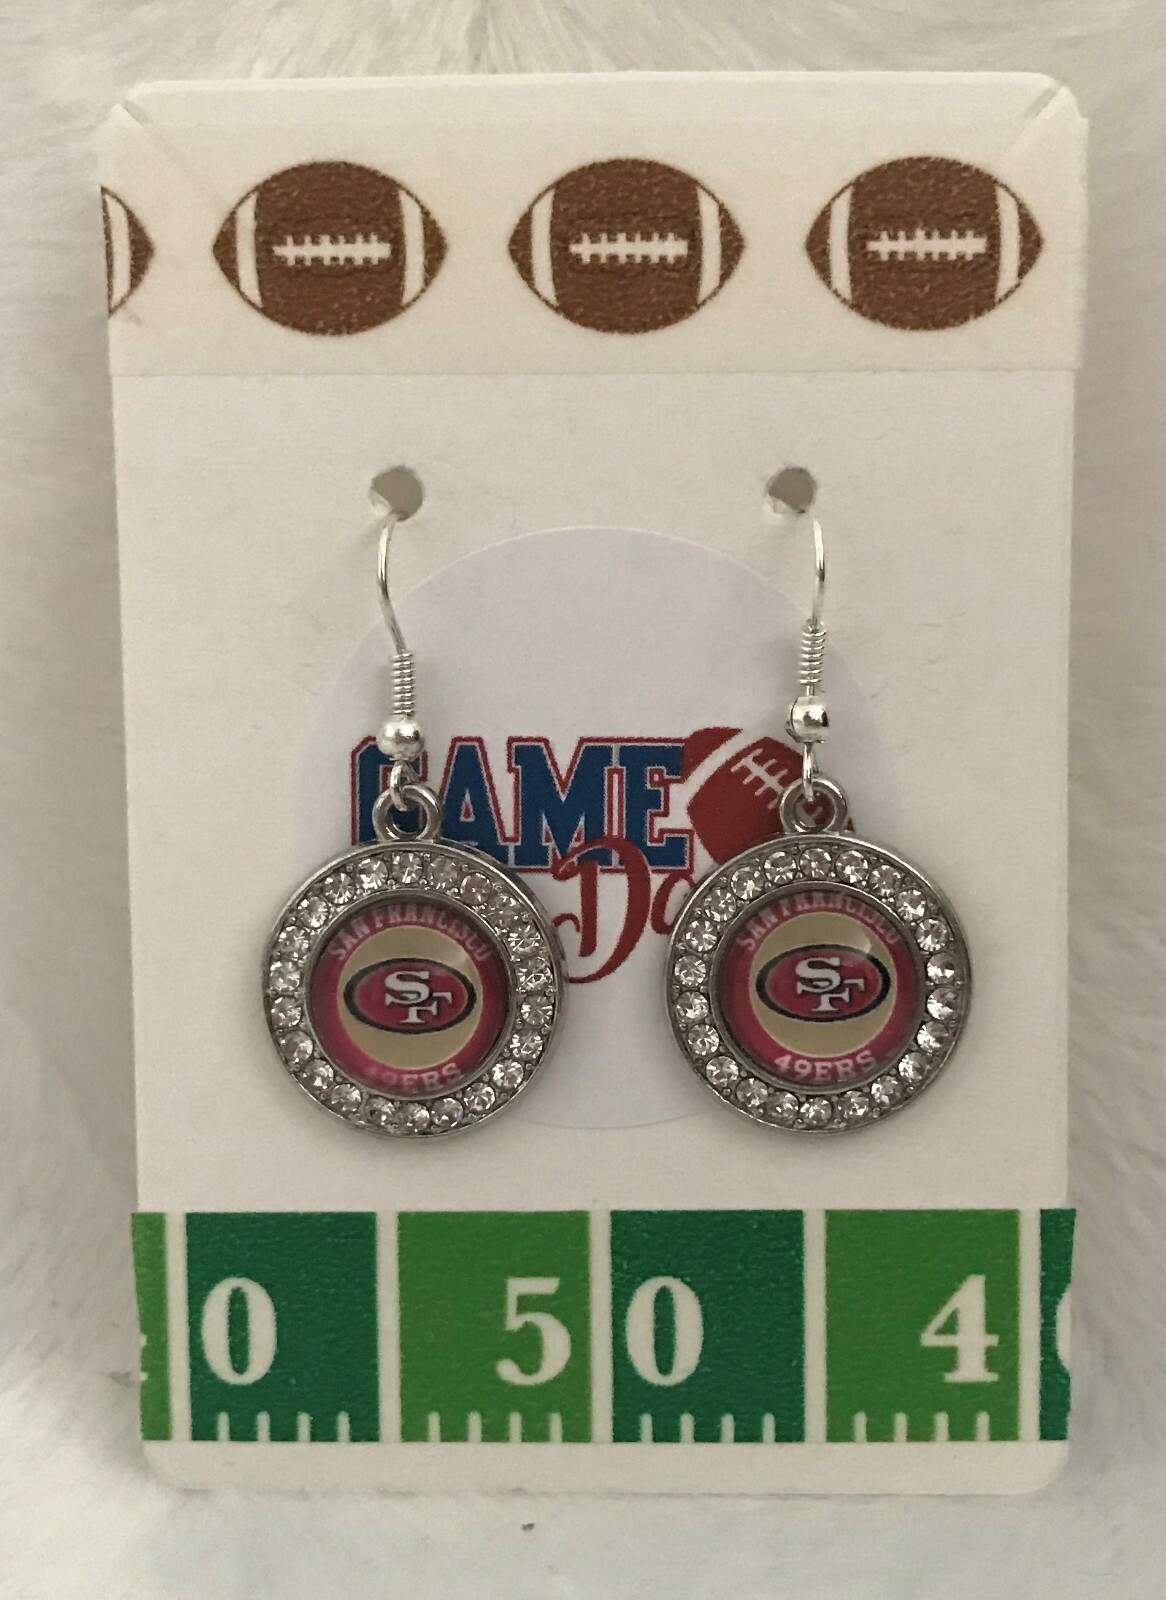 GAME
SAN FRANCISCO
SF
49ERS
SAN FRANCISCO
SF
49ERS
0 50 4